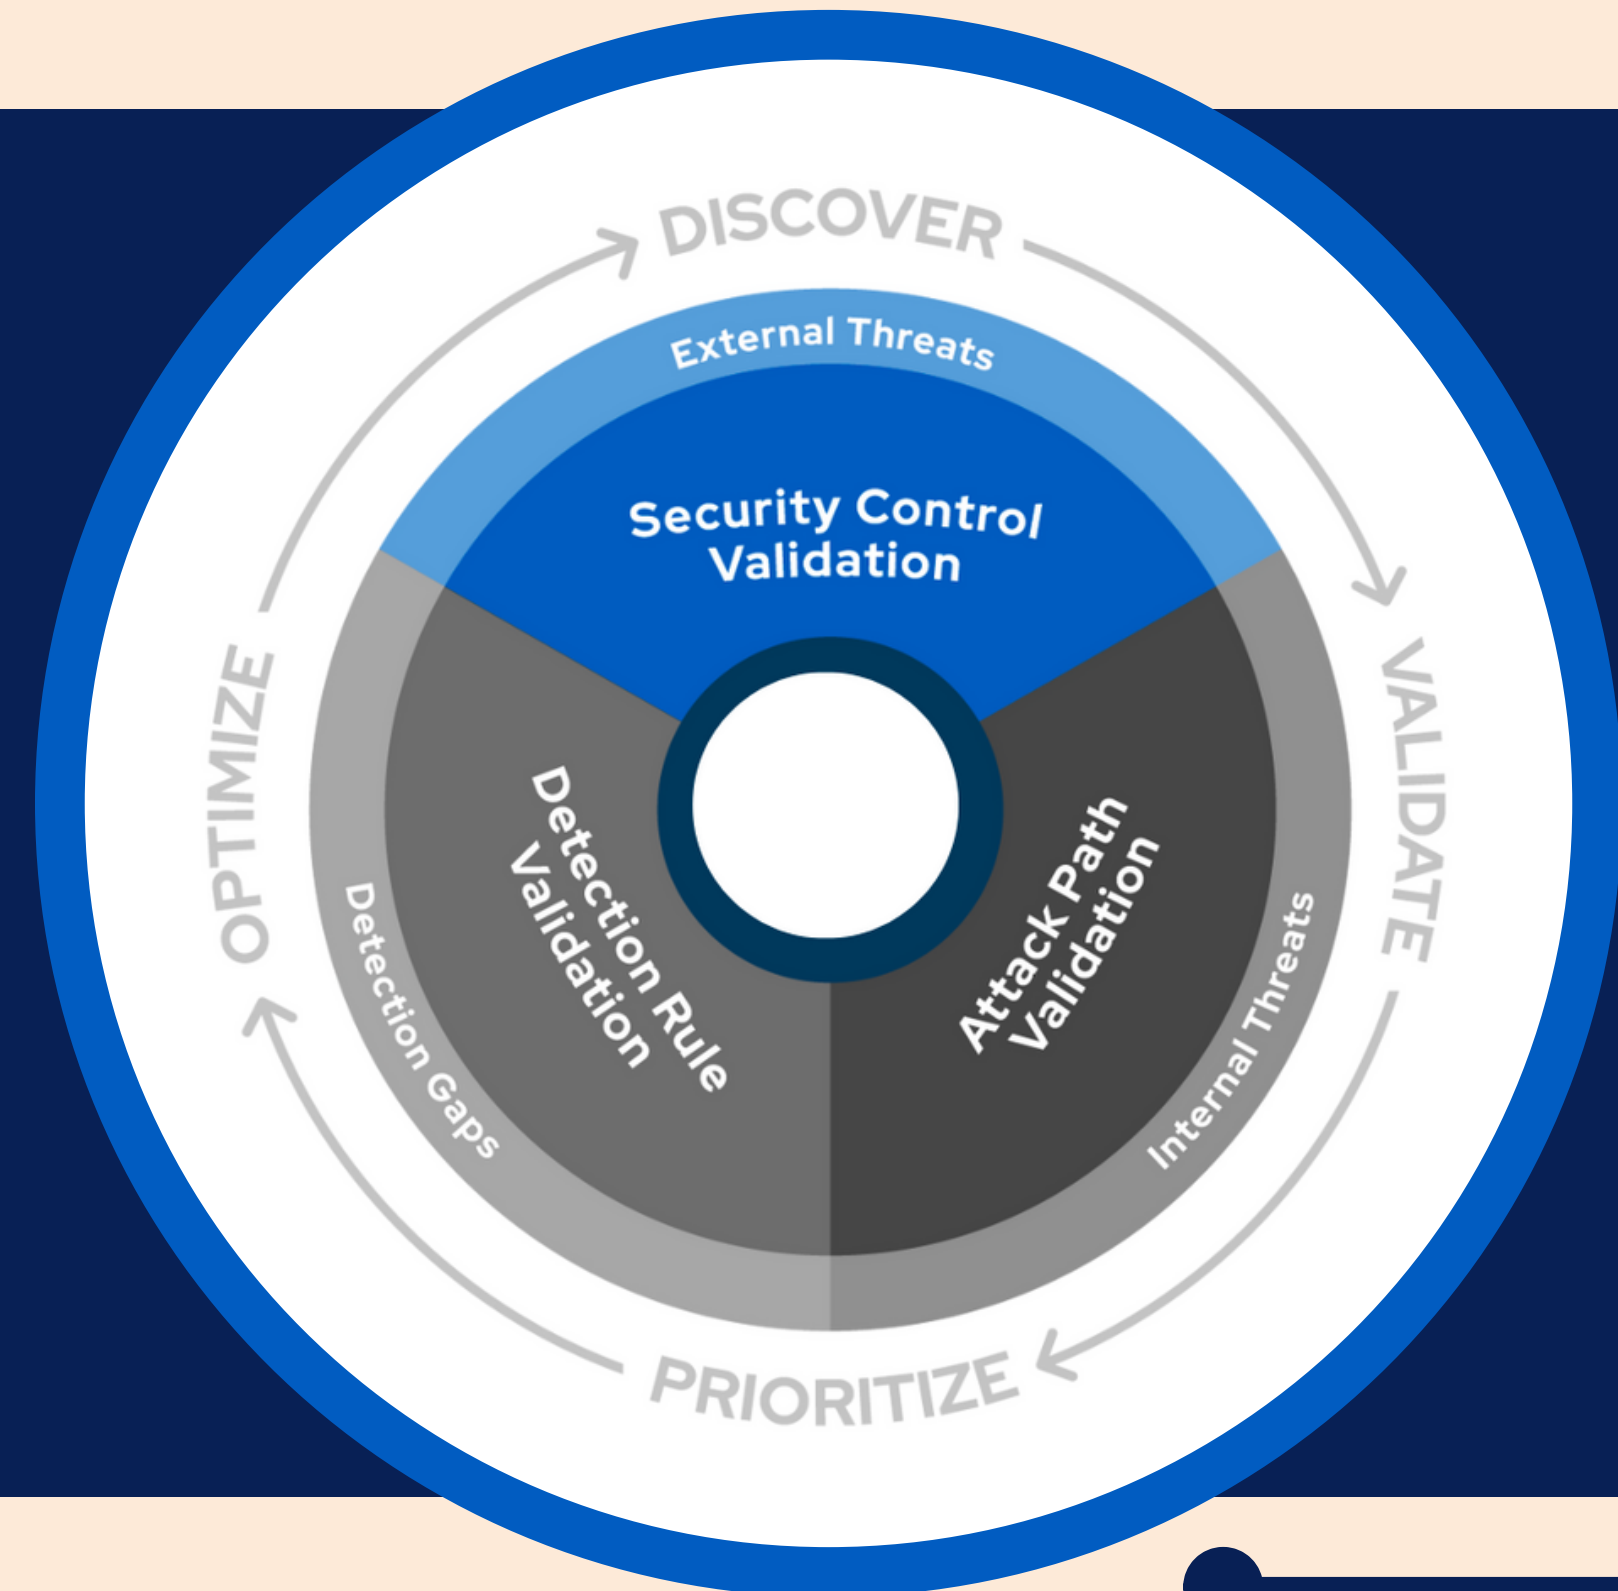 DISCOVER
External Threats
Security Control
Validation
VALIDATE
Attack Path
Validation
Internal Threats
PRIORITIZE
Detection Rule
Validation
Detection Gaps
OPTIMIZE